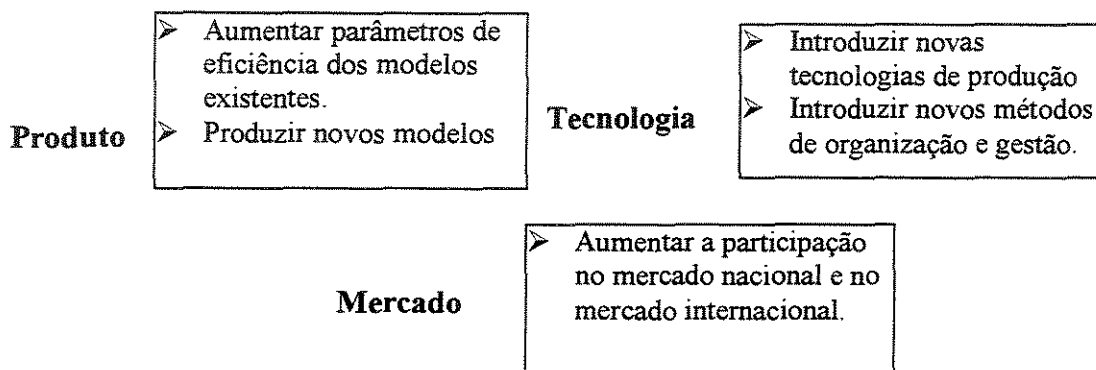 Produto
➢ Aumentar parâmetros de
eficiência dos modelos
existentes.
➢ Produzir novos modelos
Tecnologia
➢ Introduzir novas
tecnologias de produção
➢ Introduzir novos métodos
de organização e gestão.
Mercado
➢ Aumentar a participação
no mercado nacional e no
mercado internacional.